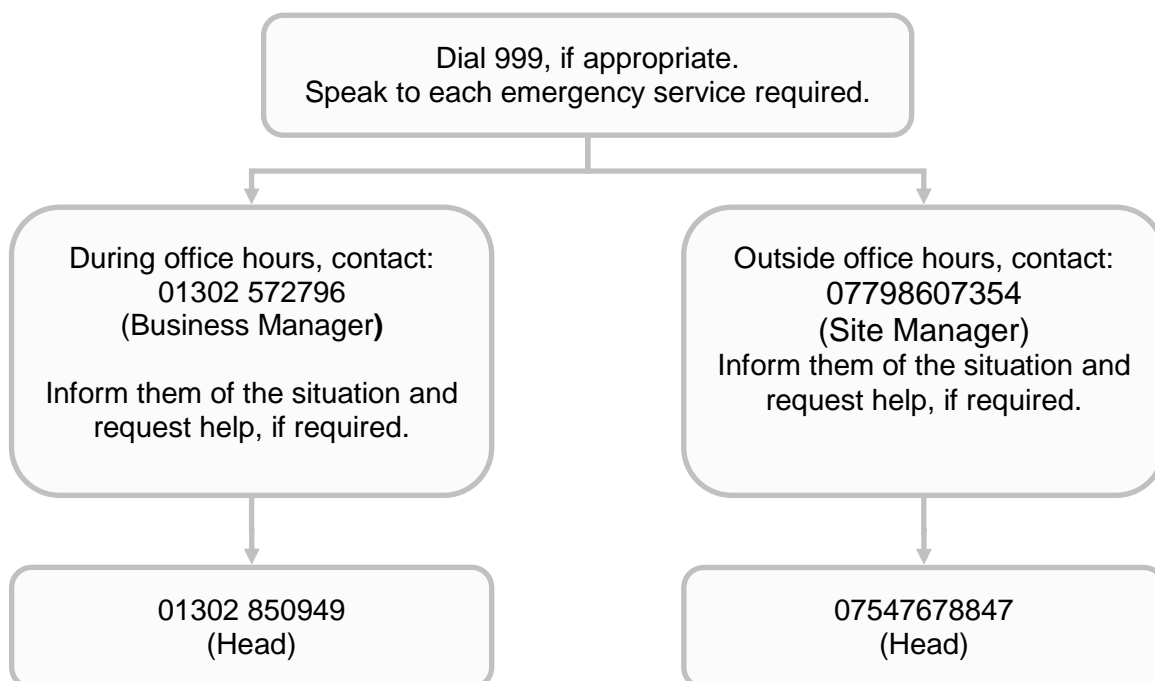 Dial 999, if appropriate.
Speak to each emergency service required.
During office hours, contact:
01302 572796
(Business Manager)
Inform them of the situation and
request help, if required.
Outside office hours, contact:
07798607354
(Site Manager)
Inform them of the situation and
request help, if required.
01302 850949
(Head)
07547678847
(Head)